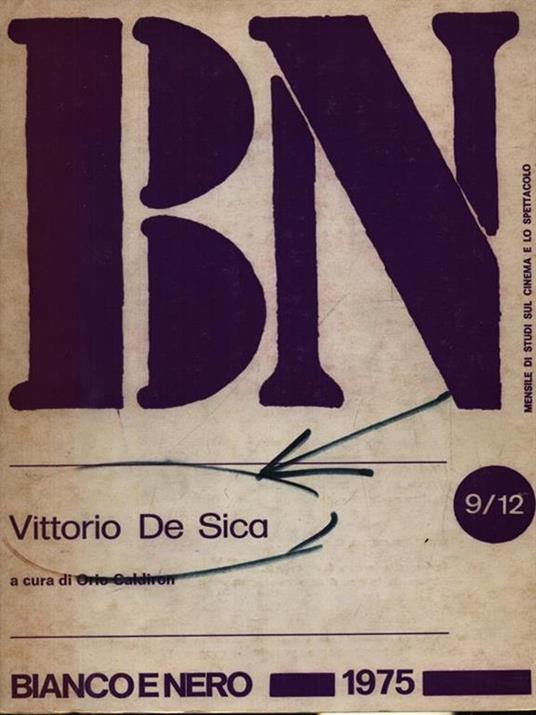 BN
MENSILE DI STUDI SUL CINEMA E LO SPETTACOLO
9/12
Vittorio De Sica
a cura di Orio Caldiron
BIANCO E NERO 1975